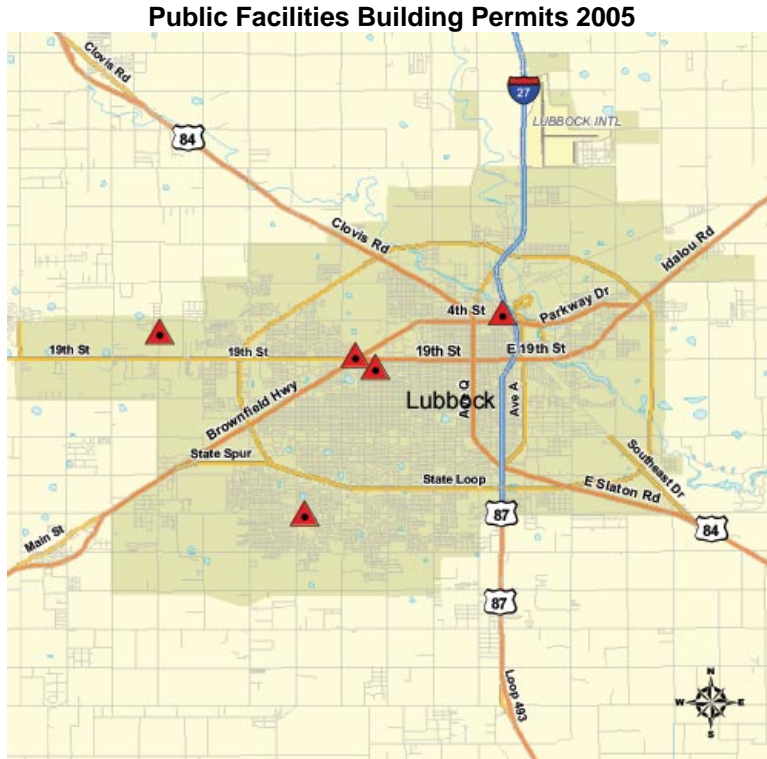 Public Facilities Building Permits 2005
Clovis Rd
27
LUBBOCK INTL
84
Clovis Rd
Idalou Rd
4th St
Parkway Dr
19th St
19th St
19th St
E 19th St
Brownfield Hwy
Lubbock
Ave Q
Ave A
State Spur
State Loop
Southeast Dr
E Slaton Rd
87
84
Main St
87
Loop 493
N
W
E
S